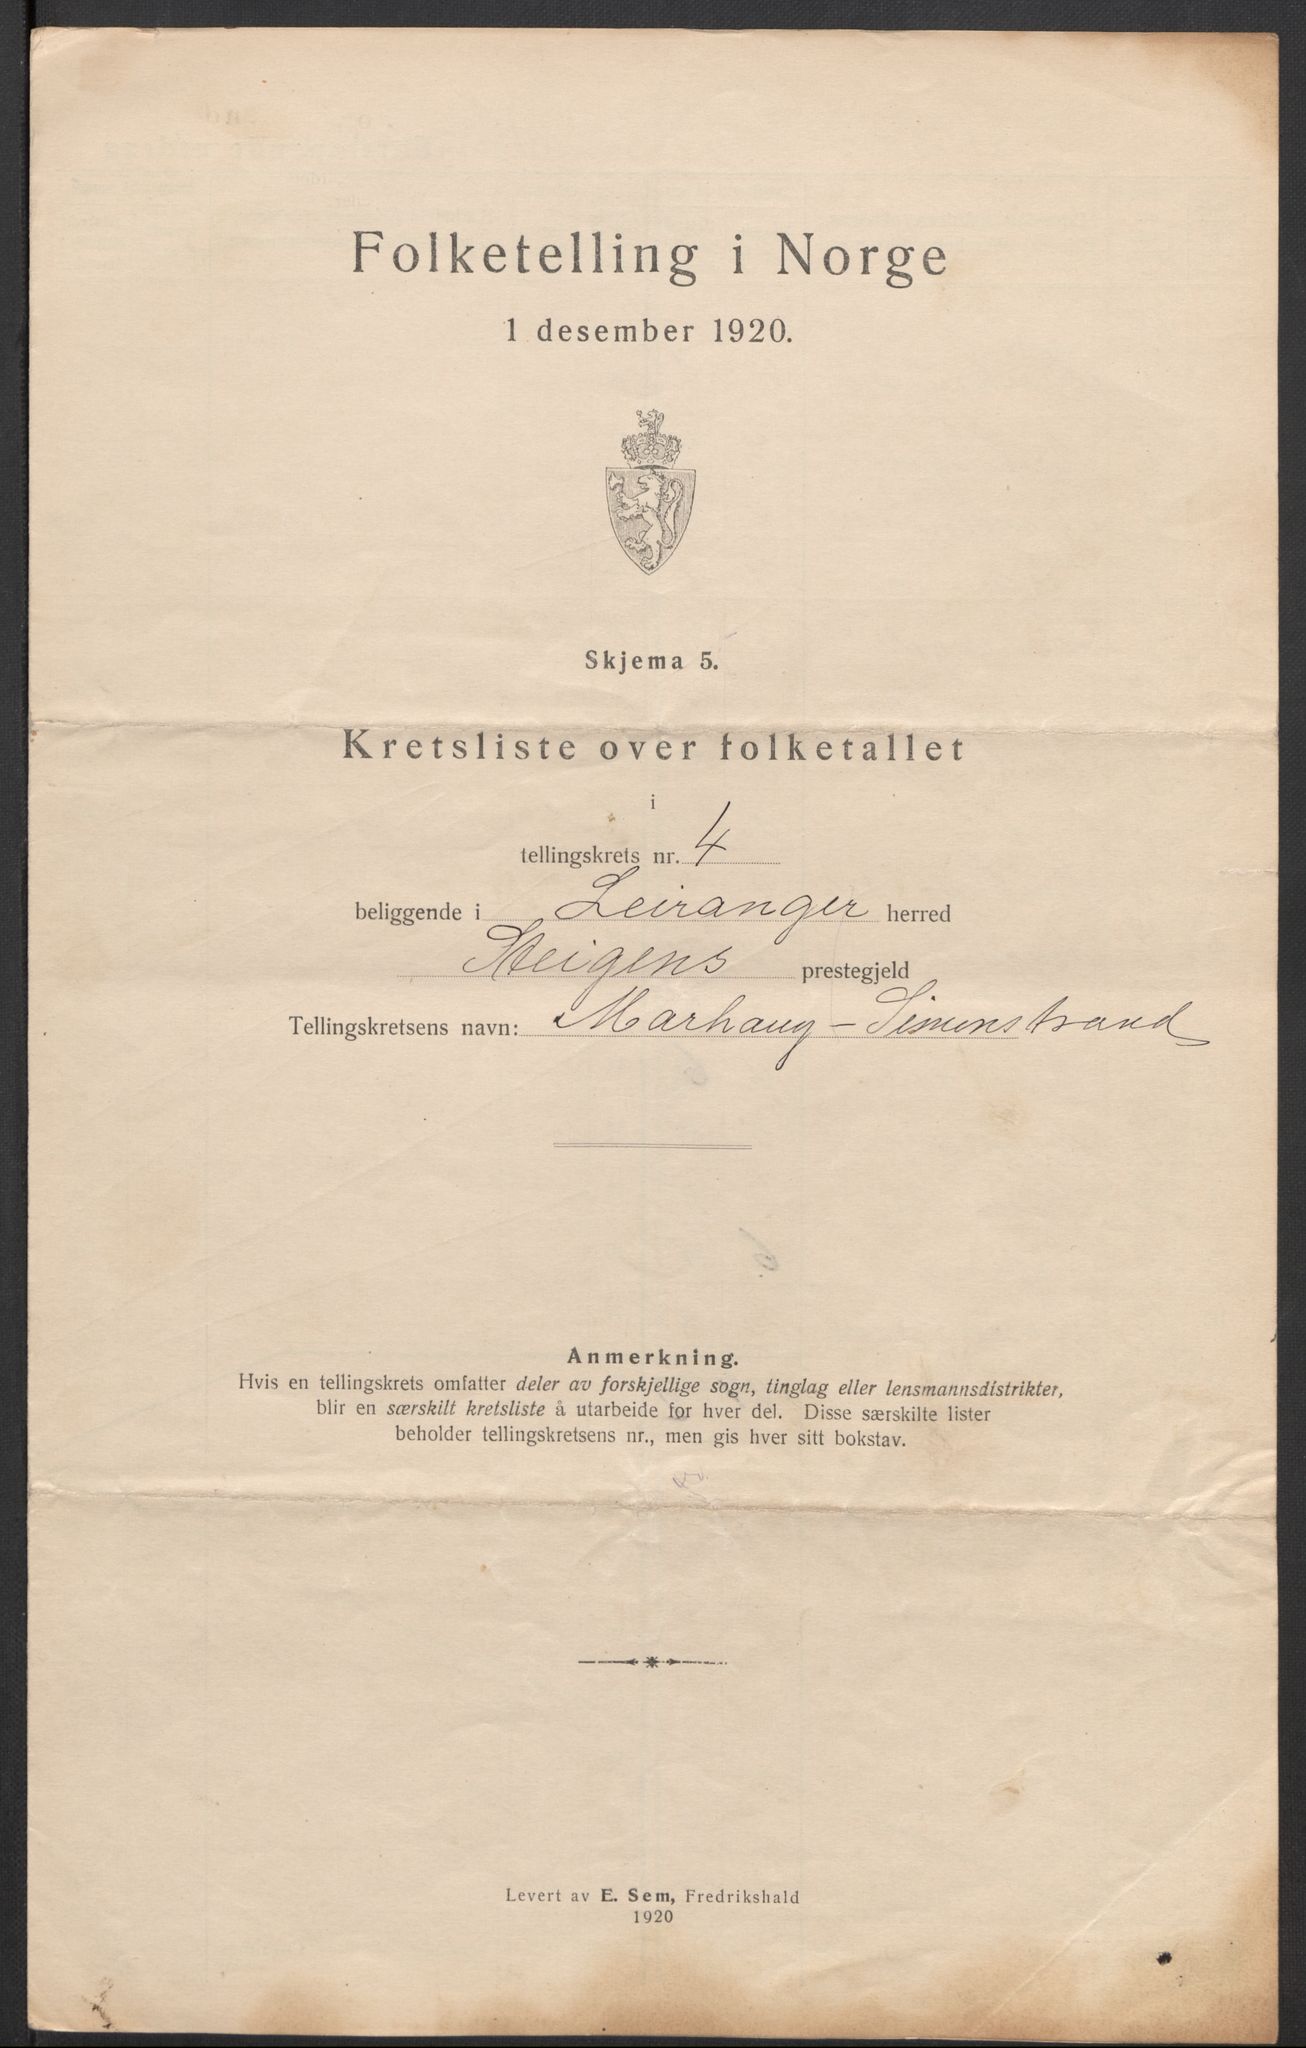 Folketelling i Norge
1 desember 1920.
Skjema 5.
Kretsliste over folketallet
i
tellingskrets nr. 4
beliggende i Leiranger herred
Steigens prestegjeld
Tellingskretsens navn: Marhaug - Simonstrand
Anmerkning.
Hvis en tellingskrets omfatter deler av forskjellige sogn, tinglag eller lensmannsdistrikter,
blir en særskilt kretsliste å utarbeide for hver del. Disse særskilte lister
beholder tellingskretsens nr., men gis hver sitt bokstav.
Levert av E. Sem, Fredrikshald
1920